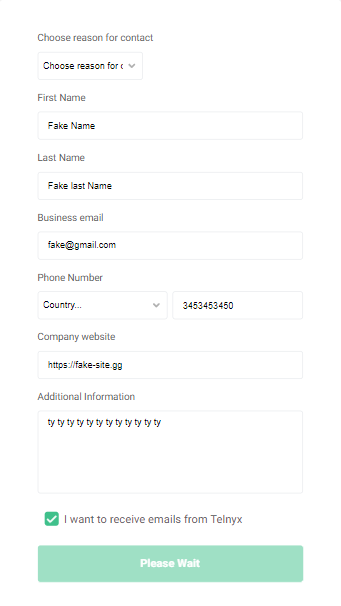 Choose reason for contact
Choose reason for c
First Name
Fake Name
Last Name
Fake last Name
Business email
fake@gmail.com
Phone Number
Country... 3453453450
Company website
https://fake-site.gg
Additional Information
ty ty ty ty ty ty ty ty ty ty ty ty
I want to receive emails from Telnyx
Please Wait